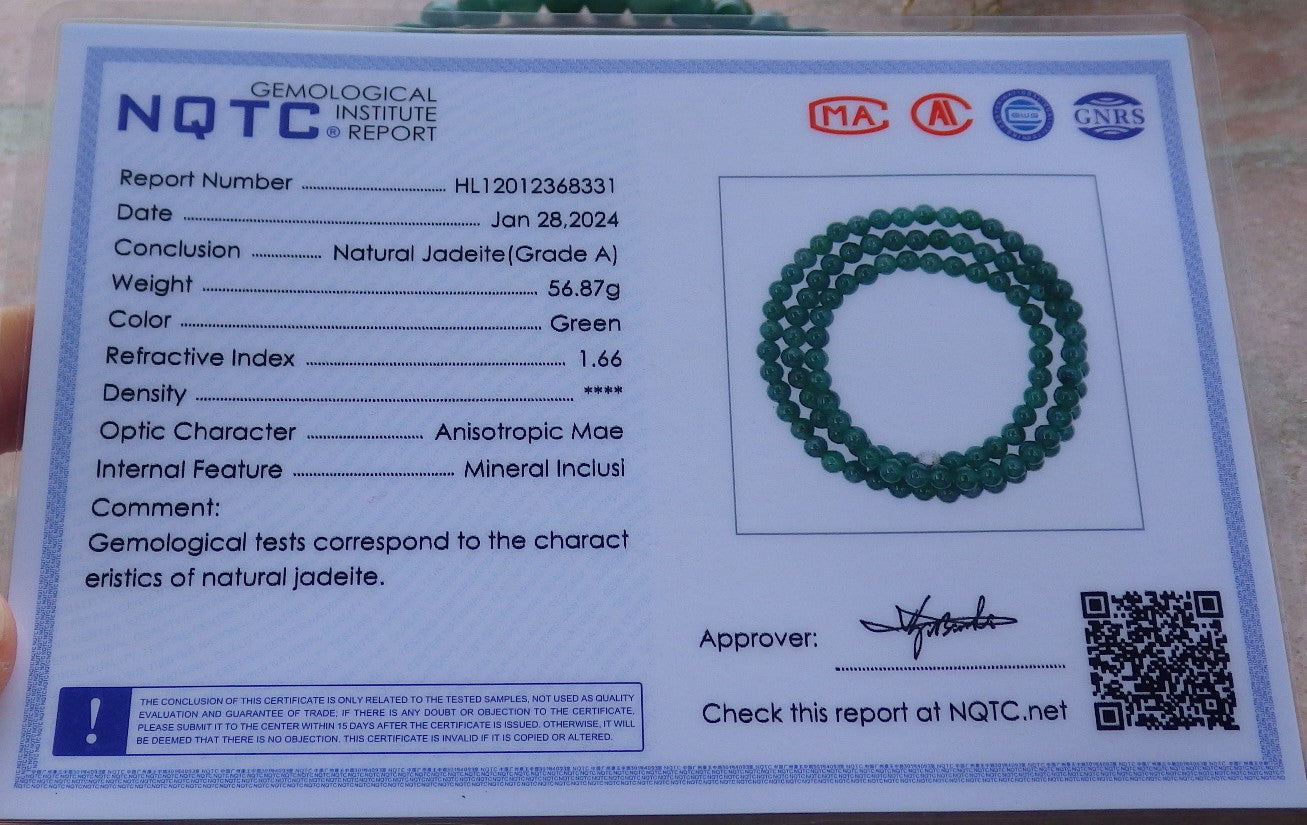 NQTC® GEMOLOGICAL INSTITUTE REPORT
MA
AL
GWS
GNRS
Report Number HL12012368331
Date Jan 28,2024
Conclusion Natural Jadeite(Grade A)
Weight 56.87g
Color Green
Refractive Index 1.66
Density ****
Optic Character Anisotropic Mae
Internal Feature Mineral Inclusi
Comment:
Gemological tests correspond to the charact
eristics of natural jadeite.
! THE CONCLUSION OF THIS CERTIFICATE IS ONLY RELATED TO THE TESTED SAMPLES, NOT USED AS QUALITY
EVALUATION AND GUARANTEE OF TRADE; IF THERE IS ANY DOUBT OR OBJECTION TO THE CERTIFICATE,
PLEASE SUBMIT IT TO THE CENTER WITHIN 15 DAYS AFTER THE CERTIFICATE IS ISSUED. OTHERWISE, IT WILL
BE DEEMED THAT THERE IS NO OBJECTION. THIS CERTIFICATE IS INVALID IF IT IS COPIED OR ALTERED.
Approver:
Check this report at NQTC.net